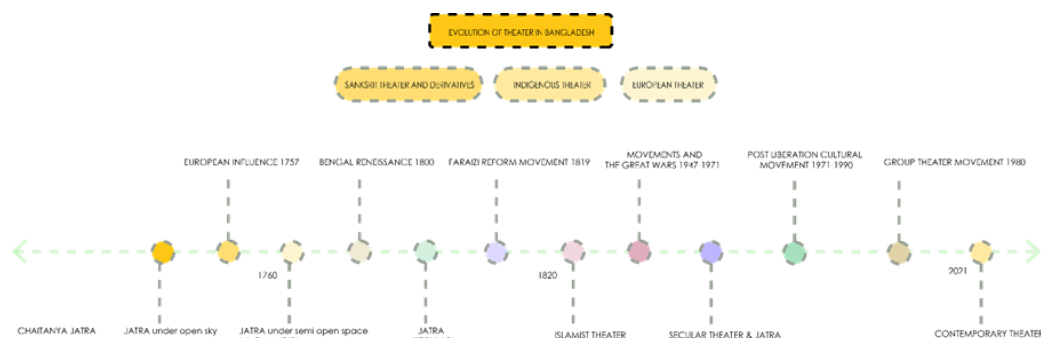 EVOLUTION OF THEATER IN BANGLADESH
SANKSRIT THEATER AND DERIVATIVES
INDIGENOUS THEATER
EUROPEAN THEATER
EUROPEAN INFLUENCE 1757
BENGAL RENEISSANCE 1800
FARAIZI REFORM MOVEMENT 1819
MOVEMENTS AND
THE GREAT WARS 1947-1971
POST LIBERATION CULTURAL
MOVEMENT 1971-1990
GROUP THEATER MOVEMENT 1980
1760
1820
2021
CHAITANYA JATRA
JATRA under open sky
JATRA under semi open space
JATRA
ISLAMIST THEATER
SECULAR THEATER & JATRA
CONTEMPORARY THEATER